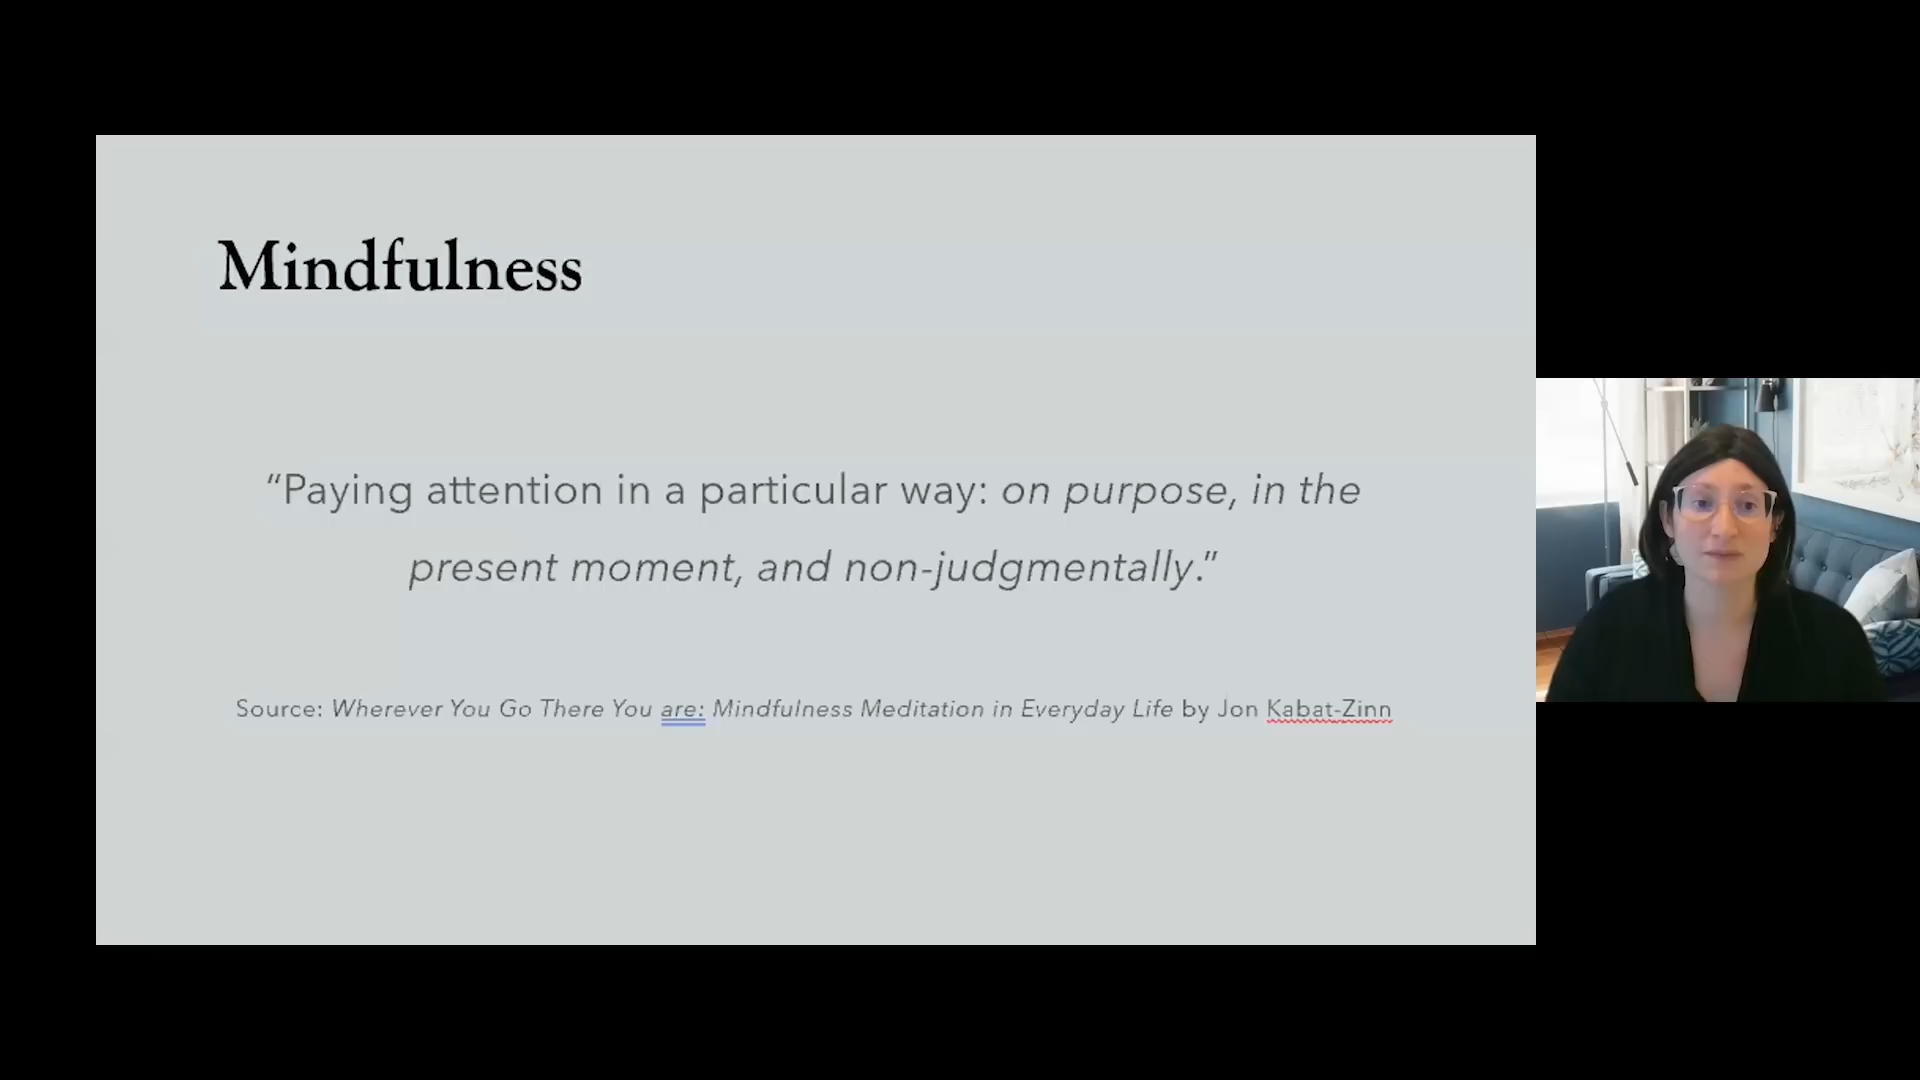 Mindfulness
“Paying attention in a particular way: on purpose, in the
present moment, and non-judgmentally.”
Source: Wherever You Go There You are: Mindfulness Meditation in Everyday Life by Jon Kabat-Zinn